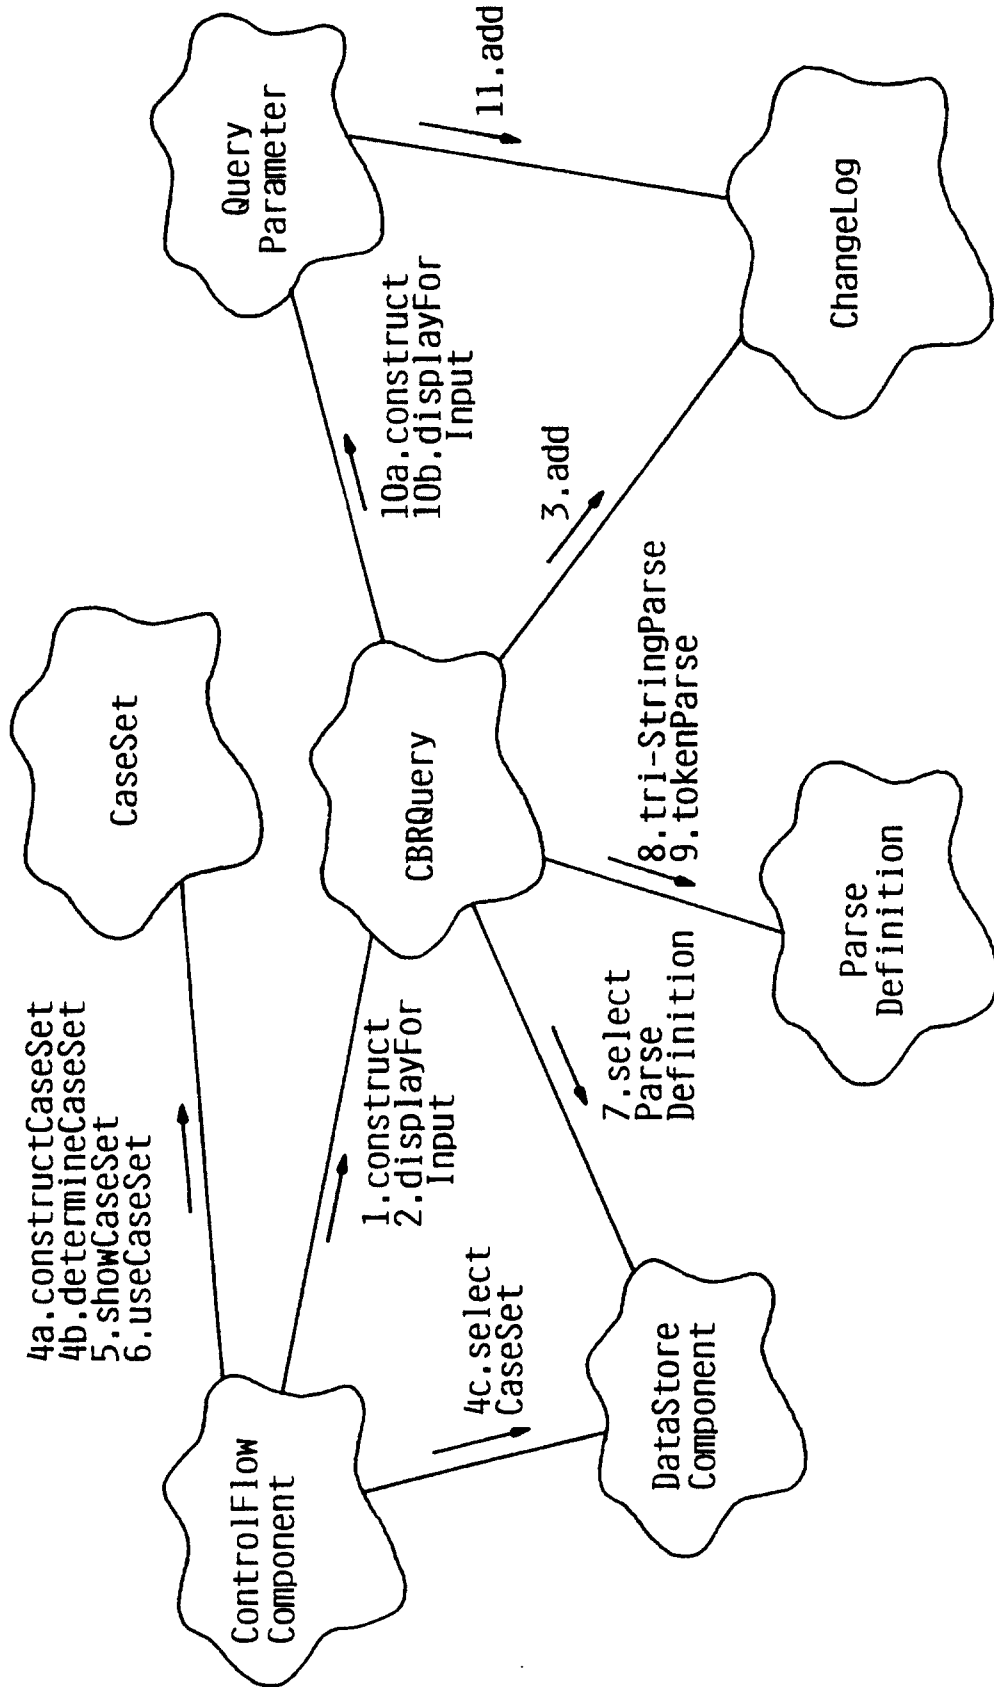 4a.constructCaseSet
4b.determineCaseSet
5.showCaseSet
6.useCaseSet
CaseSet
Query
Parameter
ControlFlow
Component
1.construct
2.displayFor
Input
CBRQuery
10a.construct
10b.displayFor
Input
11.add
4c.select
CaseSet
3.add
7.select
Parse
Definition
8.tri-StringParse
9.tokenParse
DataStore
Component
Parse
Definition
ChangeLog